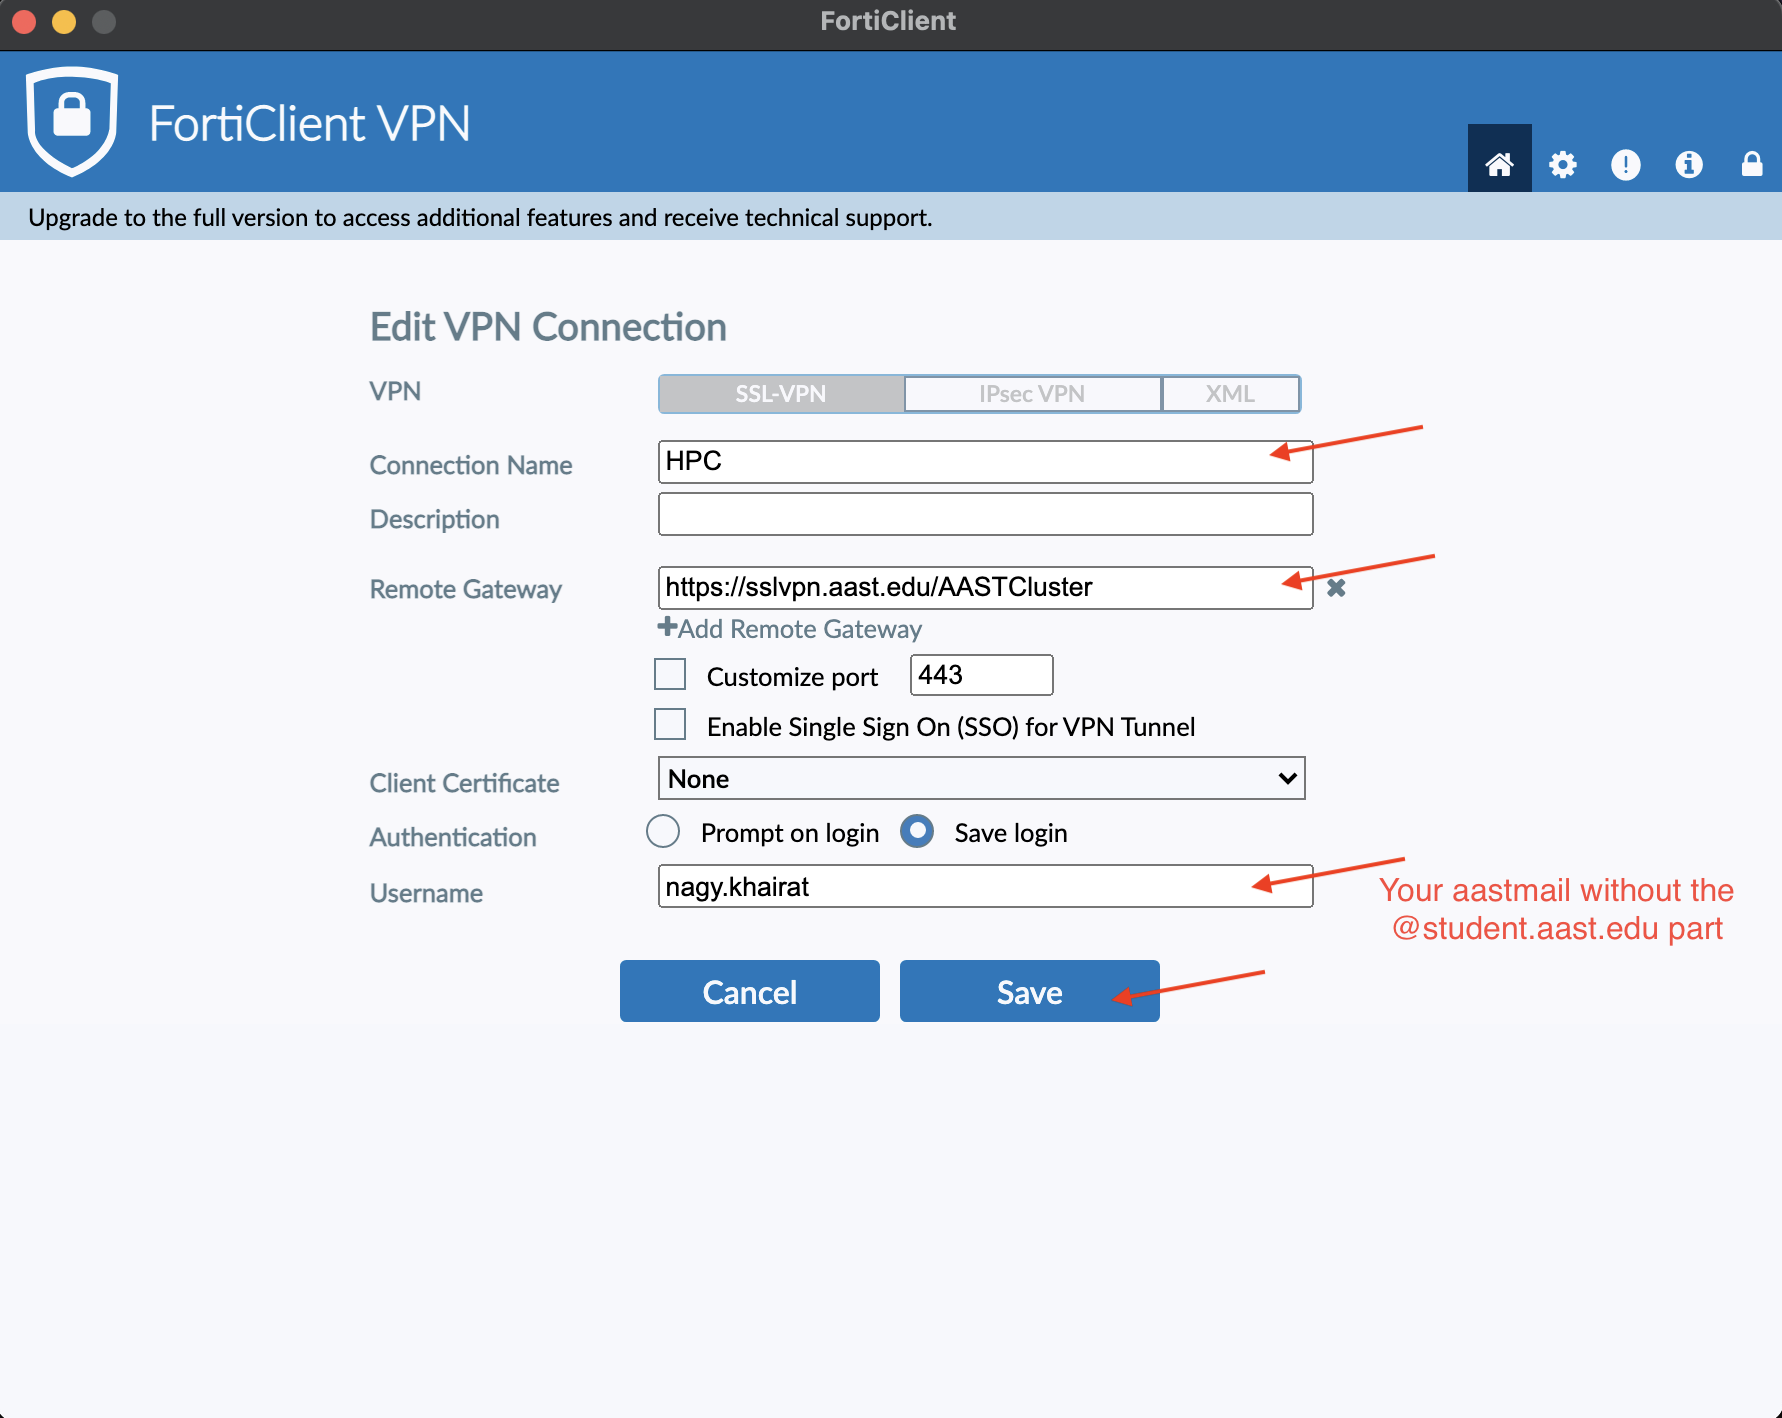 FortiClient
FortiClient VPN
Upgrade to the full version to access additional features and receive technical support.
Edit VPN Connection
VPN SSL-VPN IPsec VPN XML
Connection Name HPC
Description
Remote Gateway https://sslvpn.aast.edu/AASTCluster
+Add Remote Gateway
Customize port 443
Enable Single Sign On (SSO) for VPN Tunnel
Client Certificate None
Authentication Prompt on login Save login
Username nagy.khairat
Your aastmail without the
@student.aast.edu part
Cancel Save